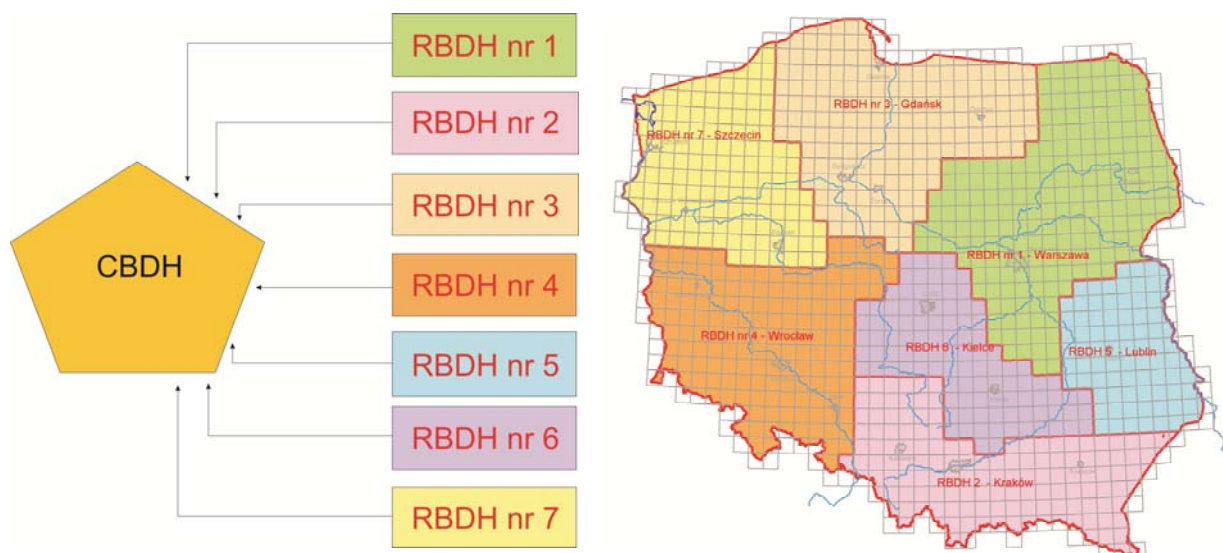 RBDH nr 1
RBDH nr 2
RBDH nr 3
RBDH nr 4
RBDH nr 5
RBDH nr 6
RBDH nr 7
CBDH
RBDH nr 3 - Gdańsk
RBDH nr 7 - Szczecin
RBDH nr 1 - Warszawa
RBDH nr 4 - Wrocław
RBDH 6 - Kielce
RBDH 5 - Lublin
RBDH 2 - Kraków